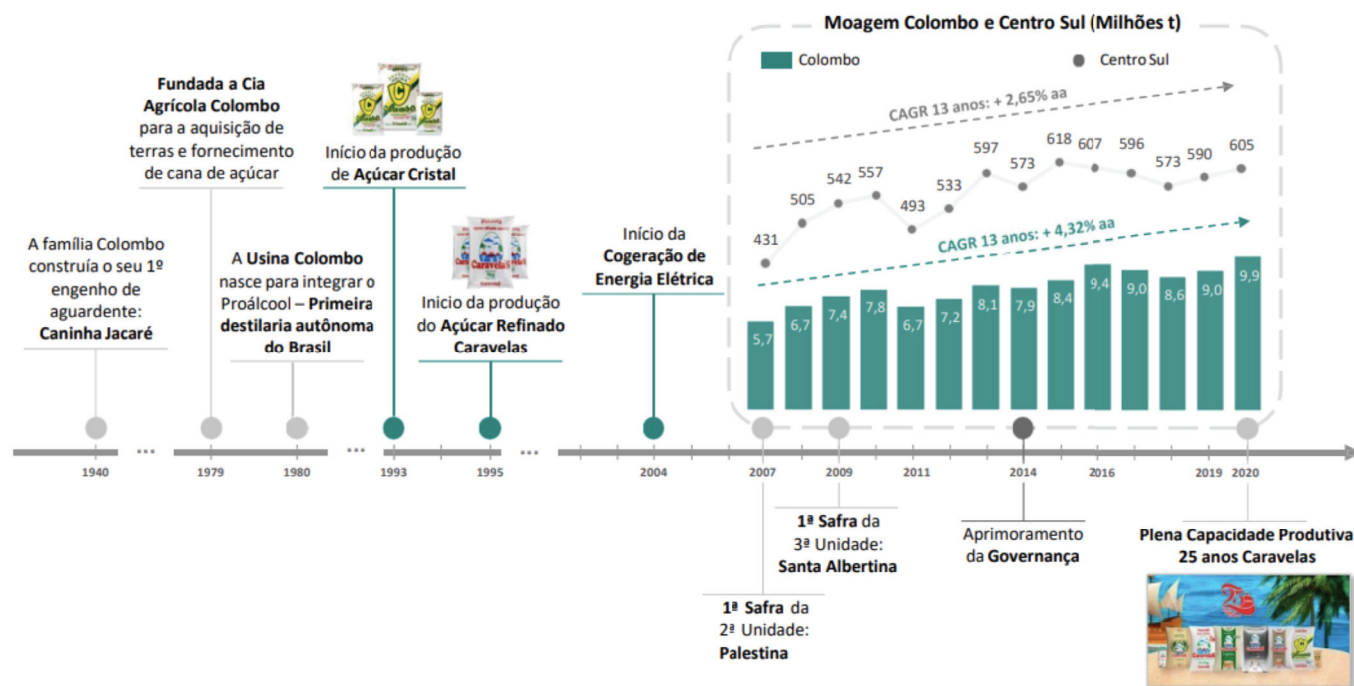 Moagem Colombo e Centro Sul (Milhões t)
Colombo
Centro Sul
CAGR 13 anos: + 2,65% aa
431
505
542
557
493
533
597
573
618
607
596
573
590
605
CAGR 13 anos: + 4,32% aa
5,7
6,7
7,4
7,8
6,7
7,2
8,1
7,9
8,4
9,4
9,0
8,6
9,0
9,9
A família Colombo
construía o seu 1º
engenho de
aguardente:
Caninha Jacaré
Fundada a Cia
Agrícola Colombo
para a aquisição de
terras e fornecimento
de cana de açúcar
A Usina Colombo
nasce para integrar o
Proálcool – Primeira
destilaria autônoma
do Brasil
Colombo
Início da produção
de Açúcar Cristal
Caravelas
Inicio da produção
do Açúcar Refinado
Caravelas
Início da
Cogeração de
Energia Elétrica
1940
...
1979
1980
...
1993
1995
...
2004
2007
2009
2011
2014
2016
2019
2020
1ª Safra da
2ª Unidade:
Palestina
1ª Safra da
3ª Unidade:
Santa Albertina
Aprimoramento
da Governança
Plena Capacidade Produtiva
25 anos Caravelas
25